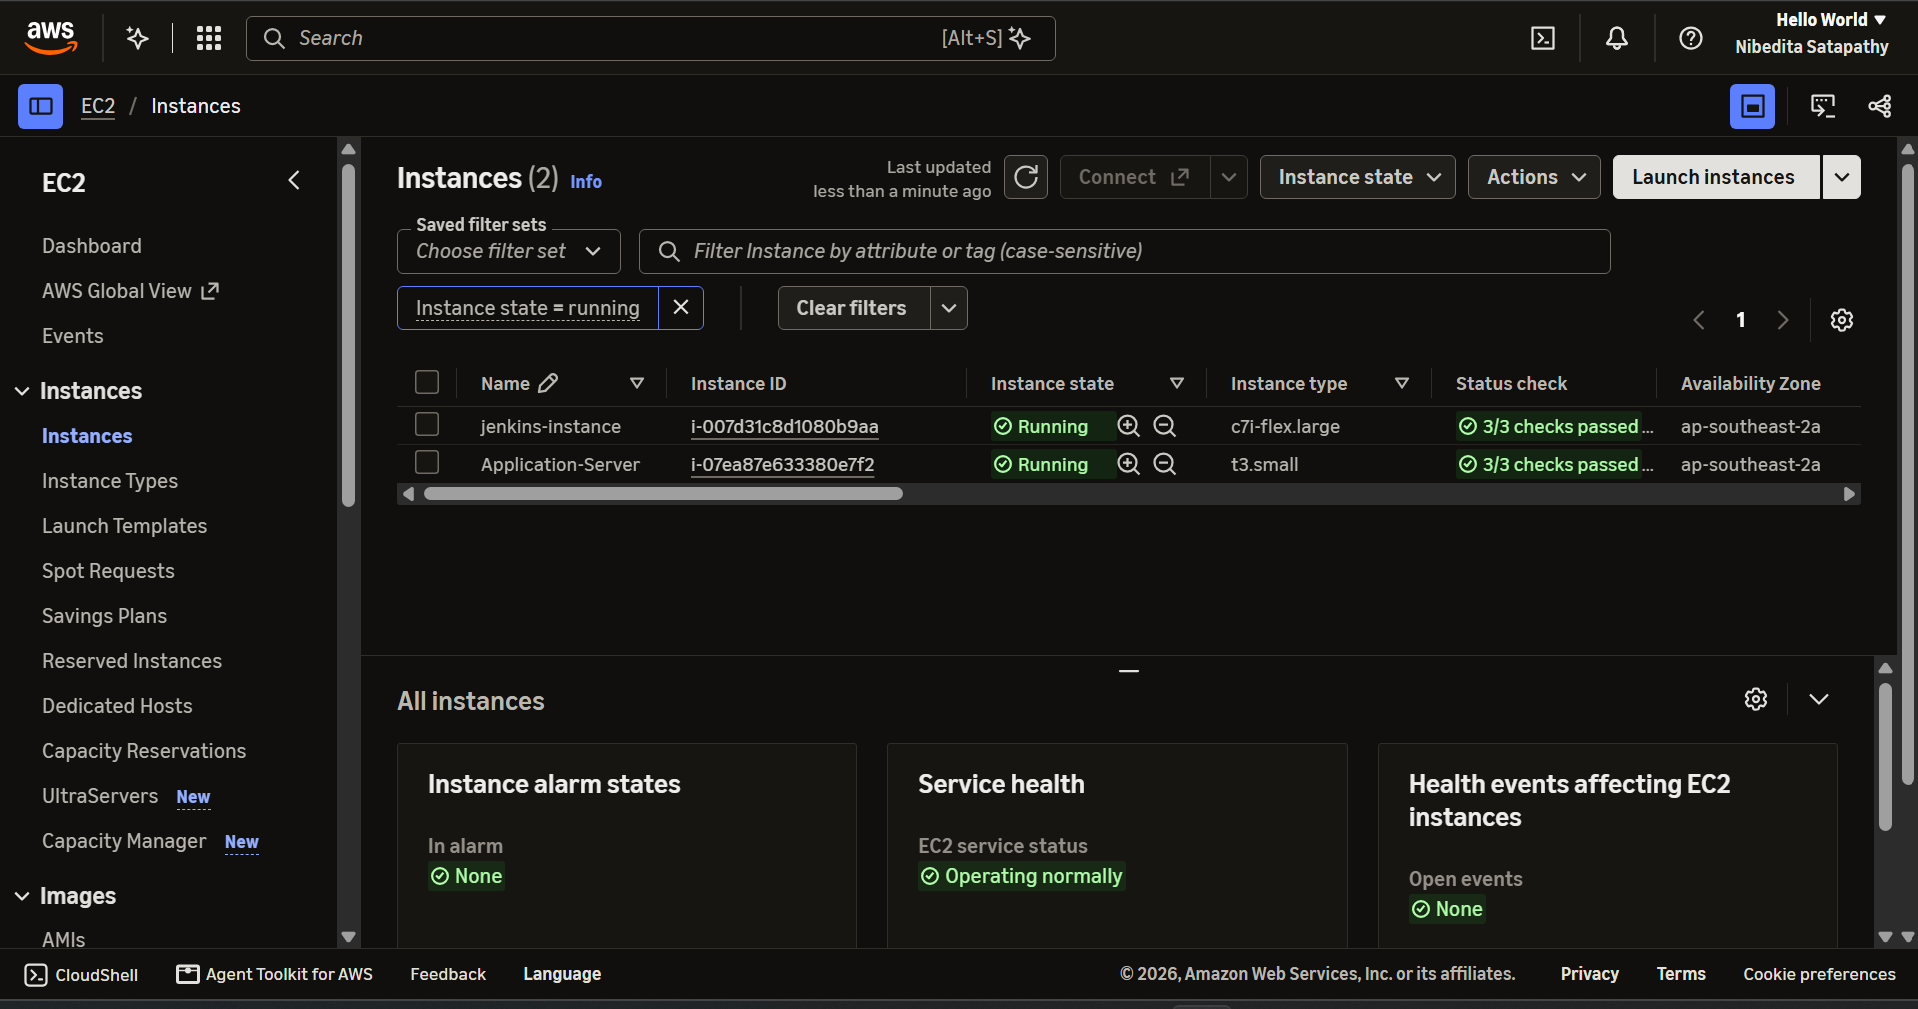 aws
Search [Alt+S]
Hello World
Nibedita Satapathy
EC2 / Instances
EC2
Dashboard
AWS Global View
Events
Instances
Instances
Instance Types
Launch Templates
Spot Requests
Savings Plans
Reserved Instances
Dedicated Hosts
Capacity Reservations
UltraServers New
Capacity Manager New
Images
AMIs
Instances (2) Info
Last updated
less than a minute ago
Connect
Instance state
Actions
Launch instances
Saved filter sets
Choose filter set
Filter Instance by attribute or tag (case-sensitive)
Instance state = running
Clear filters
1
Name Instance ID Instance state Instance type Status check Availability Zone
jenkins-instance i-007d31c8d1080b9aa Running c7i-flex.large 3/3 checks passed ... ap-southeast-2a
Application-Server i-07ea87e633380e7f2 Running t3.small 3/3 checks passed ... ap-southeast-2a
All instances
Instance alarm states
In alarm
None
Service health
EC2 service status
Operating normally
Health events affecting EC2
instances
Open events
None
CloudShell Agent Toolkit for AWS Feedback Language © 2026, Amazon Web Services, Inc. or its affiliates. Privacy Terms Cookie preferences